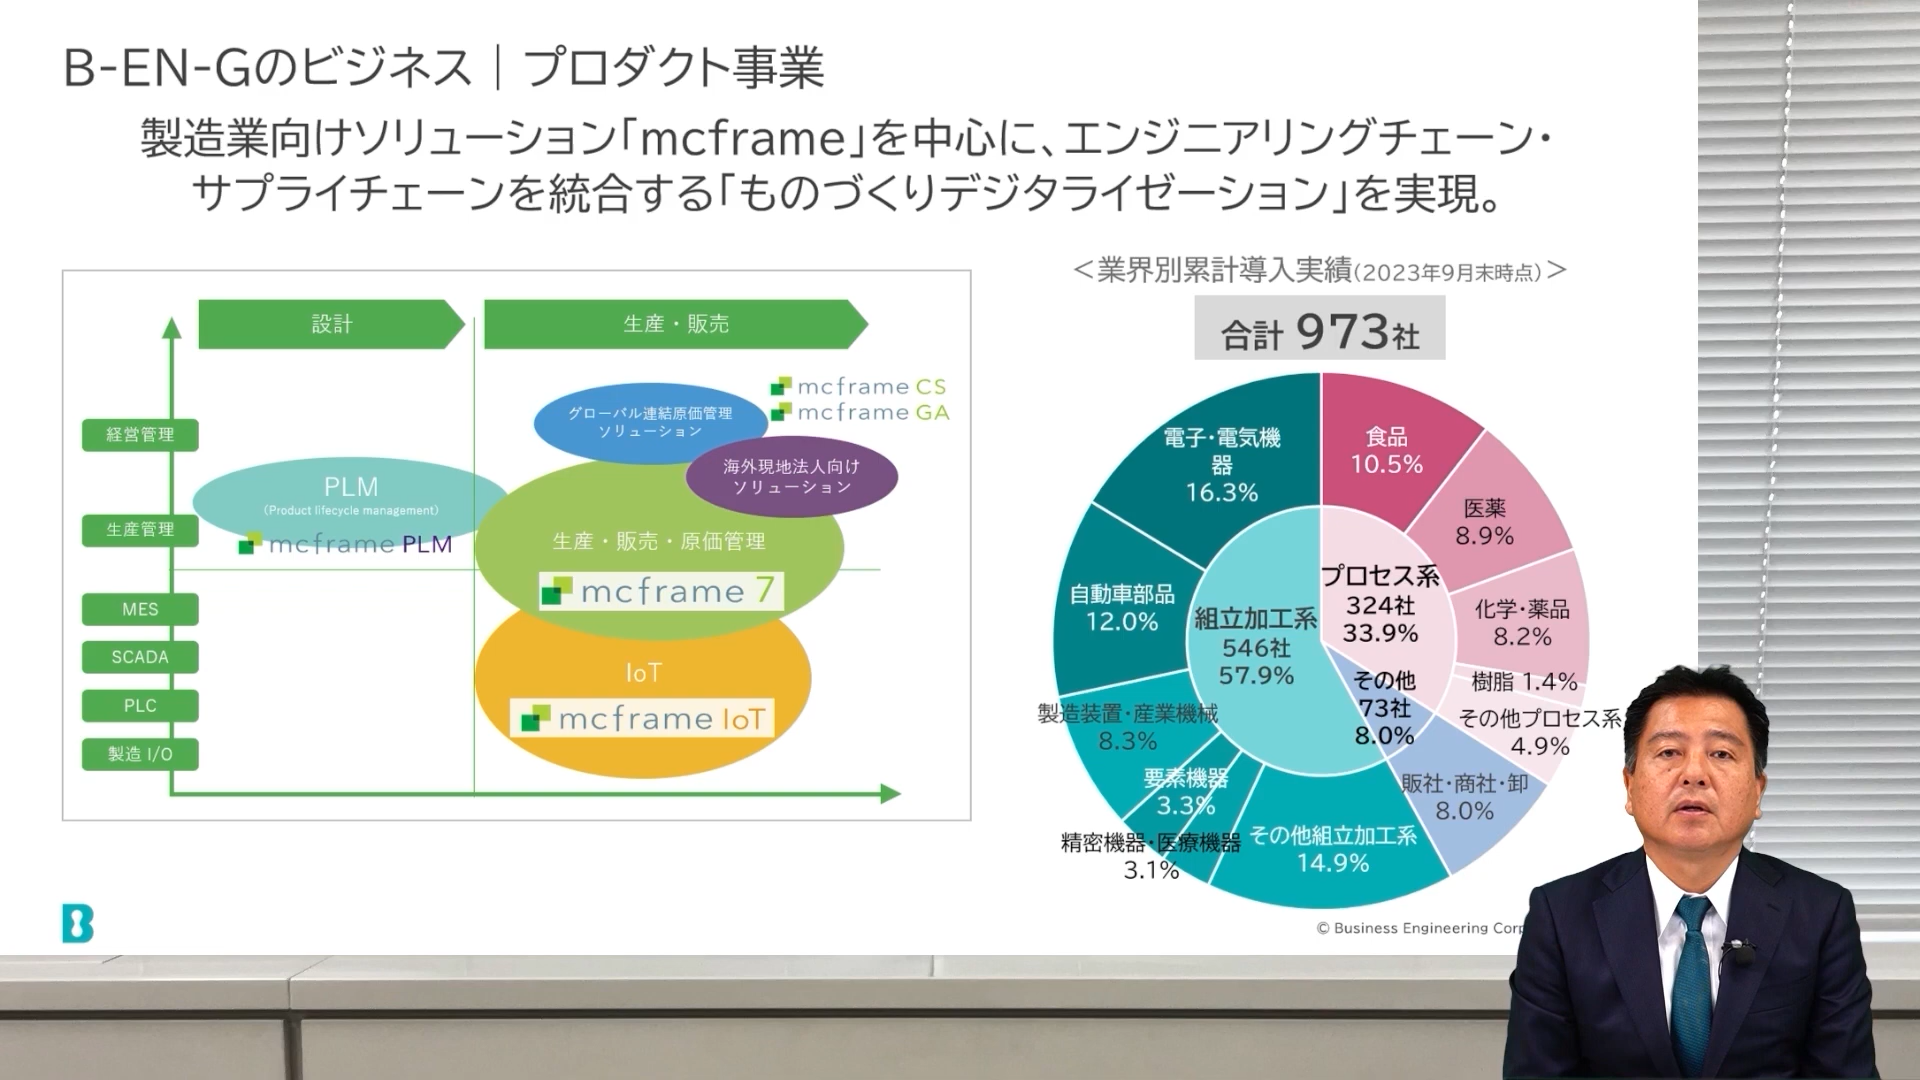 B-EN-Gのビジネス｜プロダクト事業
製造業向けソリューション「mcframe」を中心に、エンジニアリングチェーン・
サプライチェーンを統合する「ものづくりデジタライゼーション」を実現。
設計
生産・販売
経営管理
生産管理
MES
SCADA
PLC
製造 I/O
グローバル連結原価管理
ソリューション
mcframe CS
mcframe GA
海外現地法人向け
ソリューション
PLM
(Product lifecycle management)
mcframe PLM
生産・販売・原価管理
mcframe 7
IoT
mcframe IoT
＜業界別累計導入実績(2023年9月末時点)＞
合計 973社
食品
10.5%
医薬
8.9%
化学・薬品
8.2%
樹脂 1.4%
その他プロセス系
4.9%
販社・商社・卸
8.0%
その他組立加工系
14.9%
精密機器・医療機器
3.1%
要素機器
3.3%
製造装置・産業機械
8.3%
自動車部品
12.0%
電子・電気機
器
16.3%
プロセス系
324社
33.9%
組立加工系
546社
57.9%
その他
73社
8.0%
B
© Business Engineering Corp